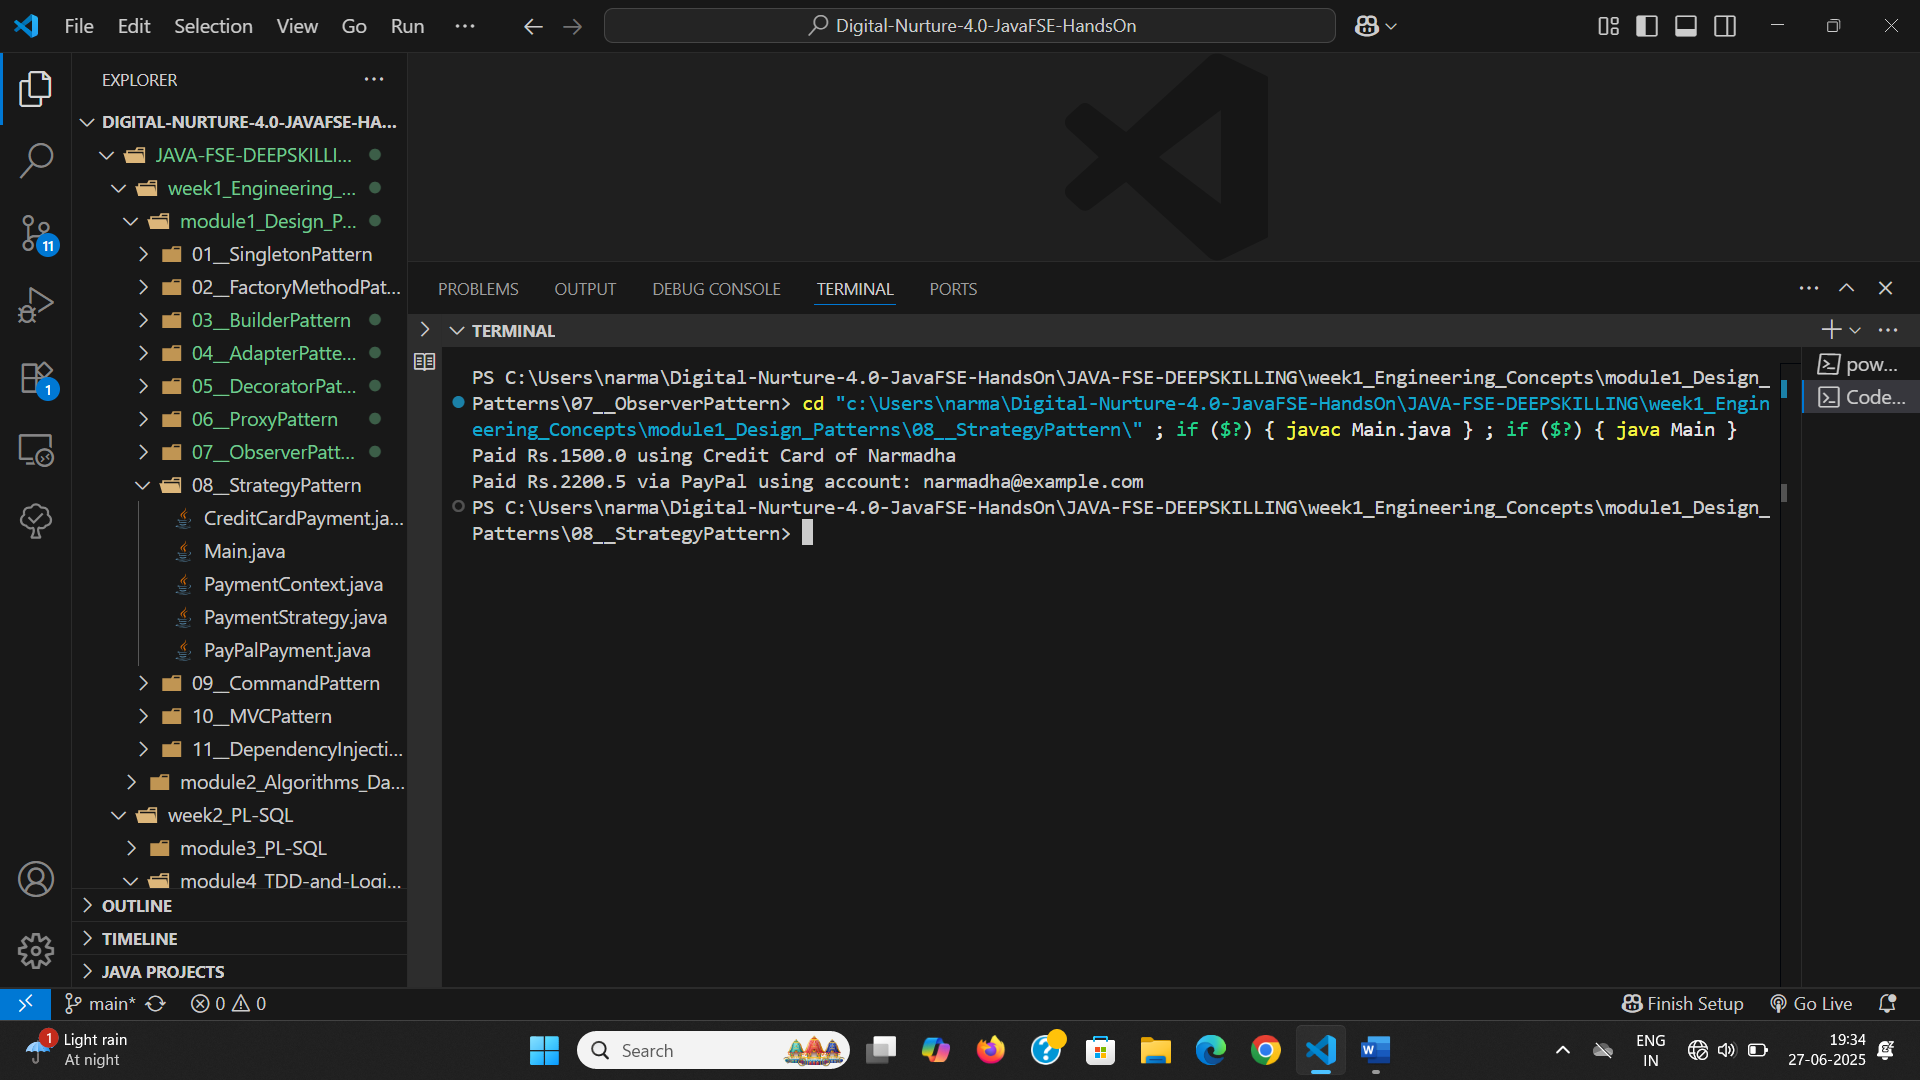 File Edit Selection View Go Run ···
Digital-Nurture-4.0-JavaFSE-HandsOn
EXPLORER
DIGITAL-NURTURE-4.0-JAVAFSE-HA...
JAVA-FSE-DEEPSKILLI...
week1_Engineering_...
module1_Design_P...
01__SingletonPattern
02__FactoryMethodPat...
03__BuilderPattern
04__AdapterPatte...
05__DecoratorPat...
06__ProxyPattern
07__ObserverPatt...
08__StrategyPattern
CreditCardPayment.ja...
Main.java
PaymentContext.java
PaymentStrategy.java
PayPalPayment.java
09__CommandPattern
10__MVCPattern
11__DependencyInjecti...
module2_Algorithms_Da...
week2_PL-SQL
module3_PL-SQL
module4_TDD-and-Logi...
OUTLINE
TIMELINE
JAVA PROJECTS
11
1
PROBLEMS OUTPUT DEBUG CONSOLE TERMINAL PORTS
TERMINAL
PS C:\Users\narma\Digital-Nurture-4.0-JavaFSE-HandsOn\JAVA-FSE-DEEPSKILLING\week1_Engineering_Concepts\module1_Design_
Patterns\07__ObserverPattern> cd "c:\Users\narma\Digital-Nurture-4.0-JavaFSE-HandsOn\JAVA-FSE-DEEPSKILLING\week1_Engin
eering_Concepts\module1_Design_Patterns\08__StrategyPattern\" ; if ($?) { javac Main.java } ; if ($?) { java Main }
Paid Rs.1500.0 using Credit Card of Narmadha
Paid Rs.2200.5 via PayPal using account: narmadha@example.com
PS C:\Users\narma\Digital-Nurture-4.0-JavaFSE-HandsOn\JAVA-FSE-DEEPSKILLING\week1_Engineering_Concepts\module1_Design_
Patterns\08__StrategyPattern>
pow...
Code...
main* 0 0
Finish Setup Go Live
1
Light rain
At night
Search
ENG
IN
19:34
27-06-2025